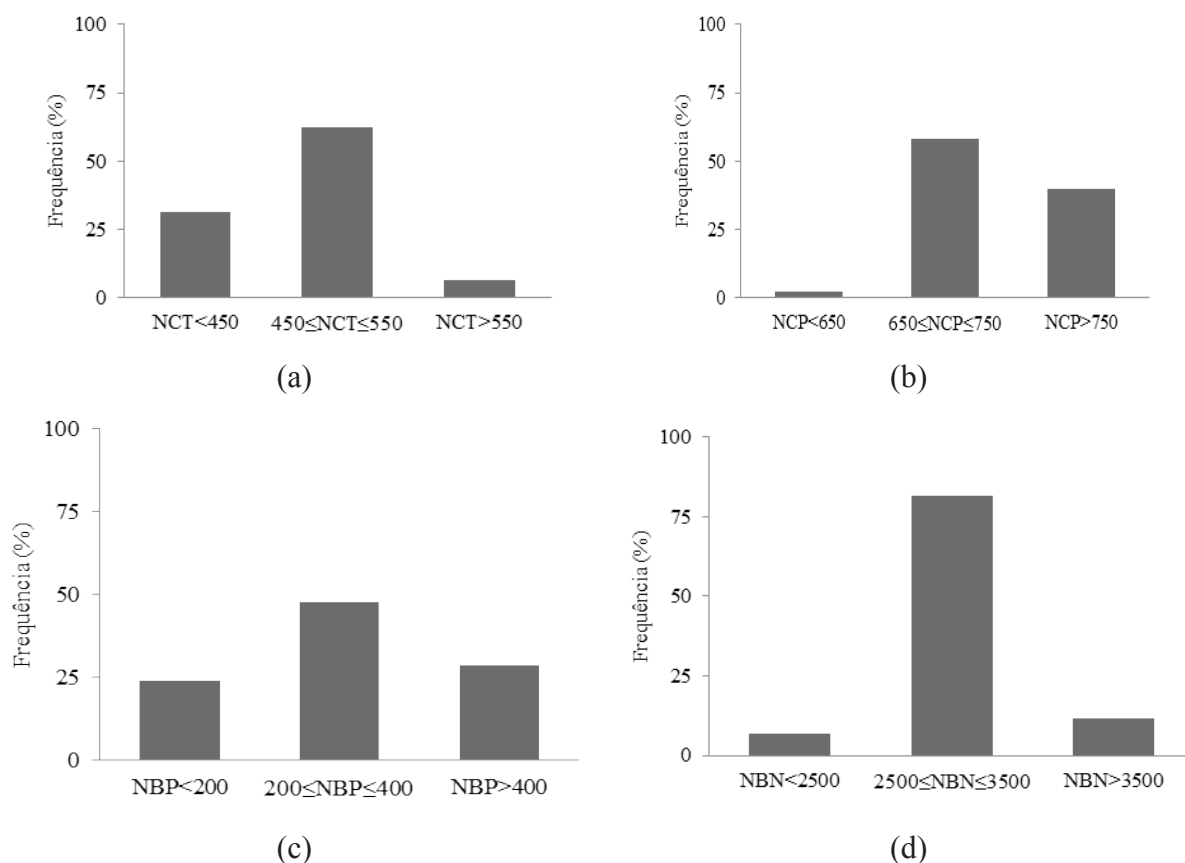 100
75
50
25
0
Frequência (%)
NCT<450 450≤NCT≤550 NCT>550
(a)
100
75
50
25
0
Frequência (%)
NCP<650 650≤NCP≤750 NCP>750
(b)
100
75
50
25
0
Frequência (%)
NBP<200 200≤NBP≤400 NBP>400
(c)
100
75
50
25
0
Frequência (%)
NBN<2500 2500≤NBN≤3500 NBN>3500
(d)